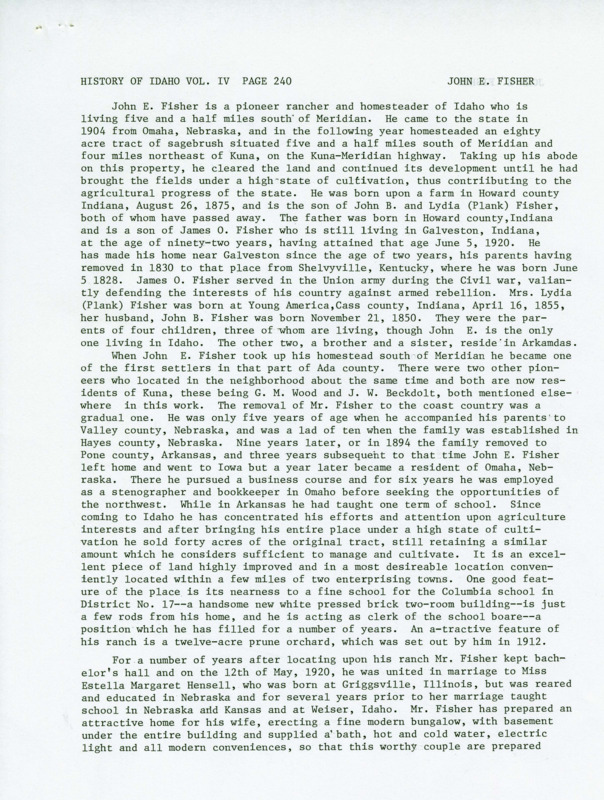 HISTORY OF IDAHO VOL. IV PAGE 240 JOHN E. FISHER
John E. Fisher is a pioneer rancher and homesteader of Idaho who is
living five and a half miles south of Meridian. He came to the state in
1904 from Omaha, Nebraska, and in the following year homesteaded an eighty
acre tract of sagebrush situated five and a half miles south of Meridian and
four miles northeast of Kuna, on the Kuna-Meridian highway. Taking up his abode
on this property, he cleared the land and continued its development until he had
brought the fields under a high state of cultivation, thus contriibuting to the
agricultural progress of the state. He was born upon a farm in Howard county
Indiana, August 26, 1875, and is the son of John B. and Lydia (Plank) Fisher,
both of whom have passed away. The father was born in Howard county,Indiana
and is a son of James O. Fisher who is still living in Galveston, Indiana,
at the age of ninety-two years, having attained that age June 5, 1920. He
has made his home near Galveston since the age of two years, his parents having
removed in 1830 to that place from Shelvyville, Kentucky, where he was born June
5 1828. James O. Fisher served in the Union army during the Civil war, valian-
tly defending the interests of his country against armed rebellion. Mrs. Lydia
(Plank) Fisher was born at Young America,Cass county, Indiana, April 16, 1855,
her husband, John B. Fisher was born November 21, 1850. They were the par-
ents of four children, three of whom are living, though John E. is the only
one living in Idaho. The other two, a brother and a sister, reside in Arkamdas.
When John E. Fisher took up his homestead south of Meridian he became one
of the first settlers in that part of Ada county. There were two other pion-
eers who located in the neighborhood about the same time and both are now res-
idents of Kuna, these being G. M. Wood and J. W. Beckdolt, both mentioned else-
where in this work. The removal of Mr. Fisher to the coast country was a
gradual one. He was only five years of age when he accompanied his parents to
Valley county, Nebraska, and was a lad of ten when the family was established in
Hayes county, Nebraska. Nine years later, or in 1894 the family removed to
Pone county, Arkansas, and three years subsequent to that time John E. Fisher
left home and went to Iowa but a year later became a resident of Omaha, Neb-
raska. There he pursued a business course and for six years he was employed
as a stenographer and bookkeeper in Omaho before seeking the opportunities of
the northwest. While in Arkansas he had taught one term of school. Since
coming to Idaho he has concentrated his efforts and attention upon agriculture
interests and after bringing his entire place under a high state of culti-
vation he sold forty acres of the original tract, still retaining a similar
amount which he considers sufficient to manage and cultivate. It is an excel-
lent piece of land highly improved and in a most desireable location conven-
iently located within a few miles of two enterprising towns. One good feat-
ure of the place is its nearness to a fine school for the Columbia school in
District No. 17--a handsome new white pressed brick two-room building--is just
a few rods from his home, and he is acting as clerk of the school boare--a
position which he has filled for a number of years. An a-tractive feature of
his ranch is a twelve-acre prune orchard, which was set out by him in 1912.
For a number of years after locating upon his ranch Mr. Fisher kept bach-
elor's hall and on the 12th of May, 1920, he was united in marriage to Miss
Estella Margaret Hensell, who was born at Griggsville, Illinois, but was reared
and educated in Nebraska and for several years prior to her marriage taught
school in Nebraska and Kansas and at Weiser, Idaho. Mr. Fisher has prepared an
attractive home for his wife, erecting a fine modern bungalow, with basement
under the entire building and supplied a bath, hot and cold water, electric
light and all modern conveniences, so that this worthy couple are prepared